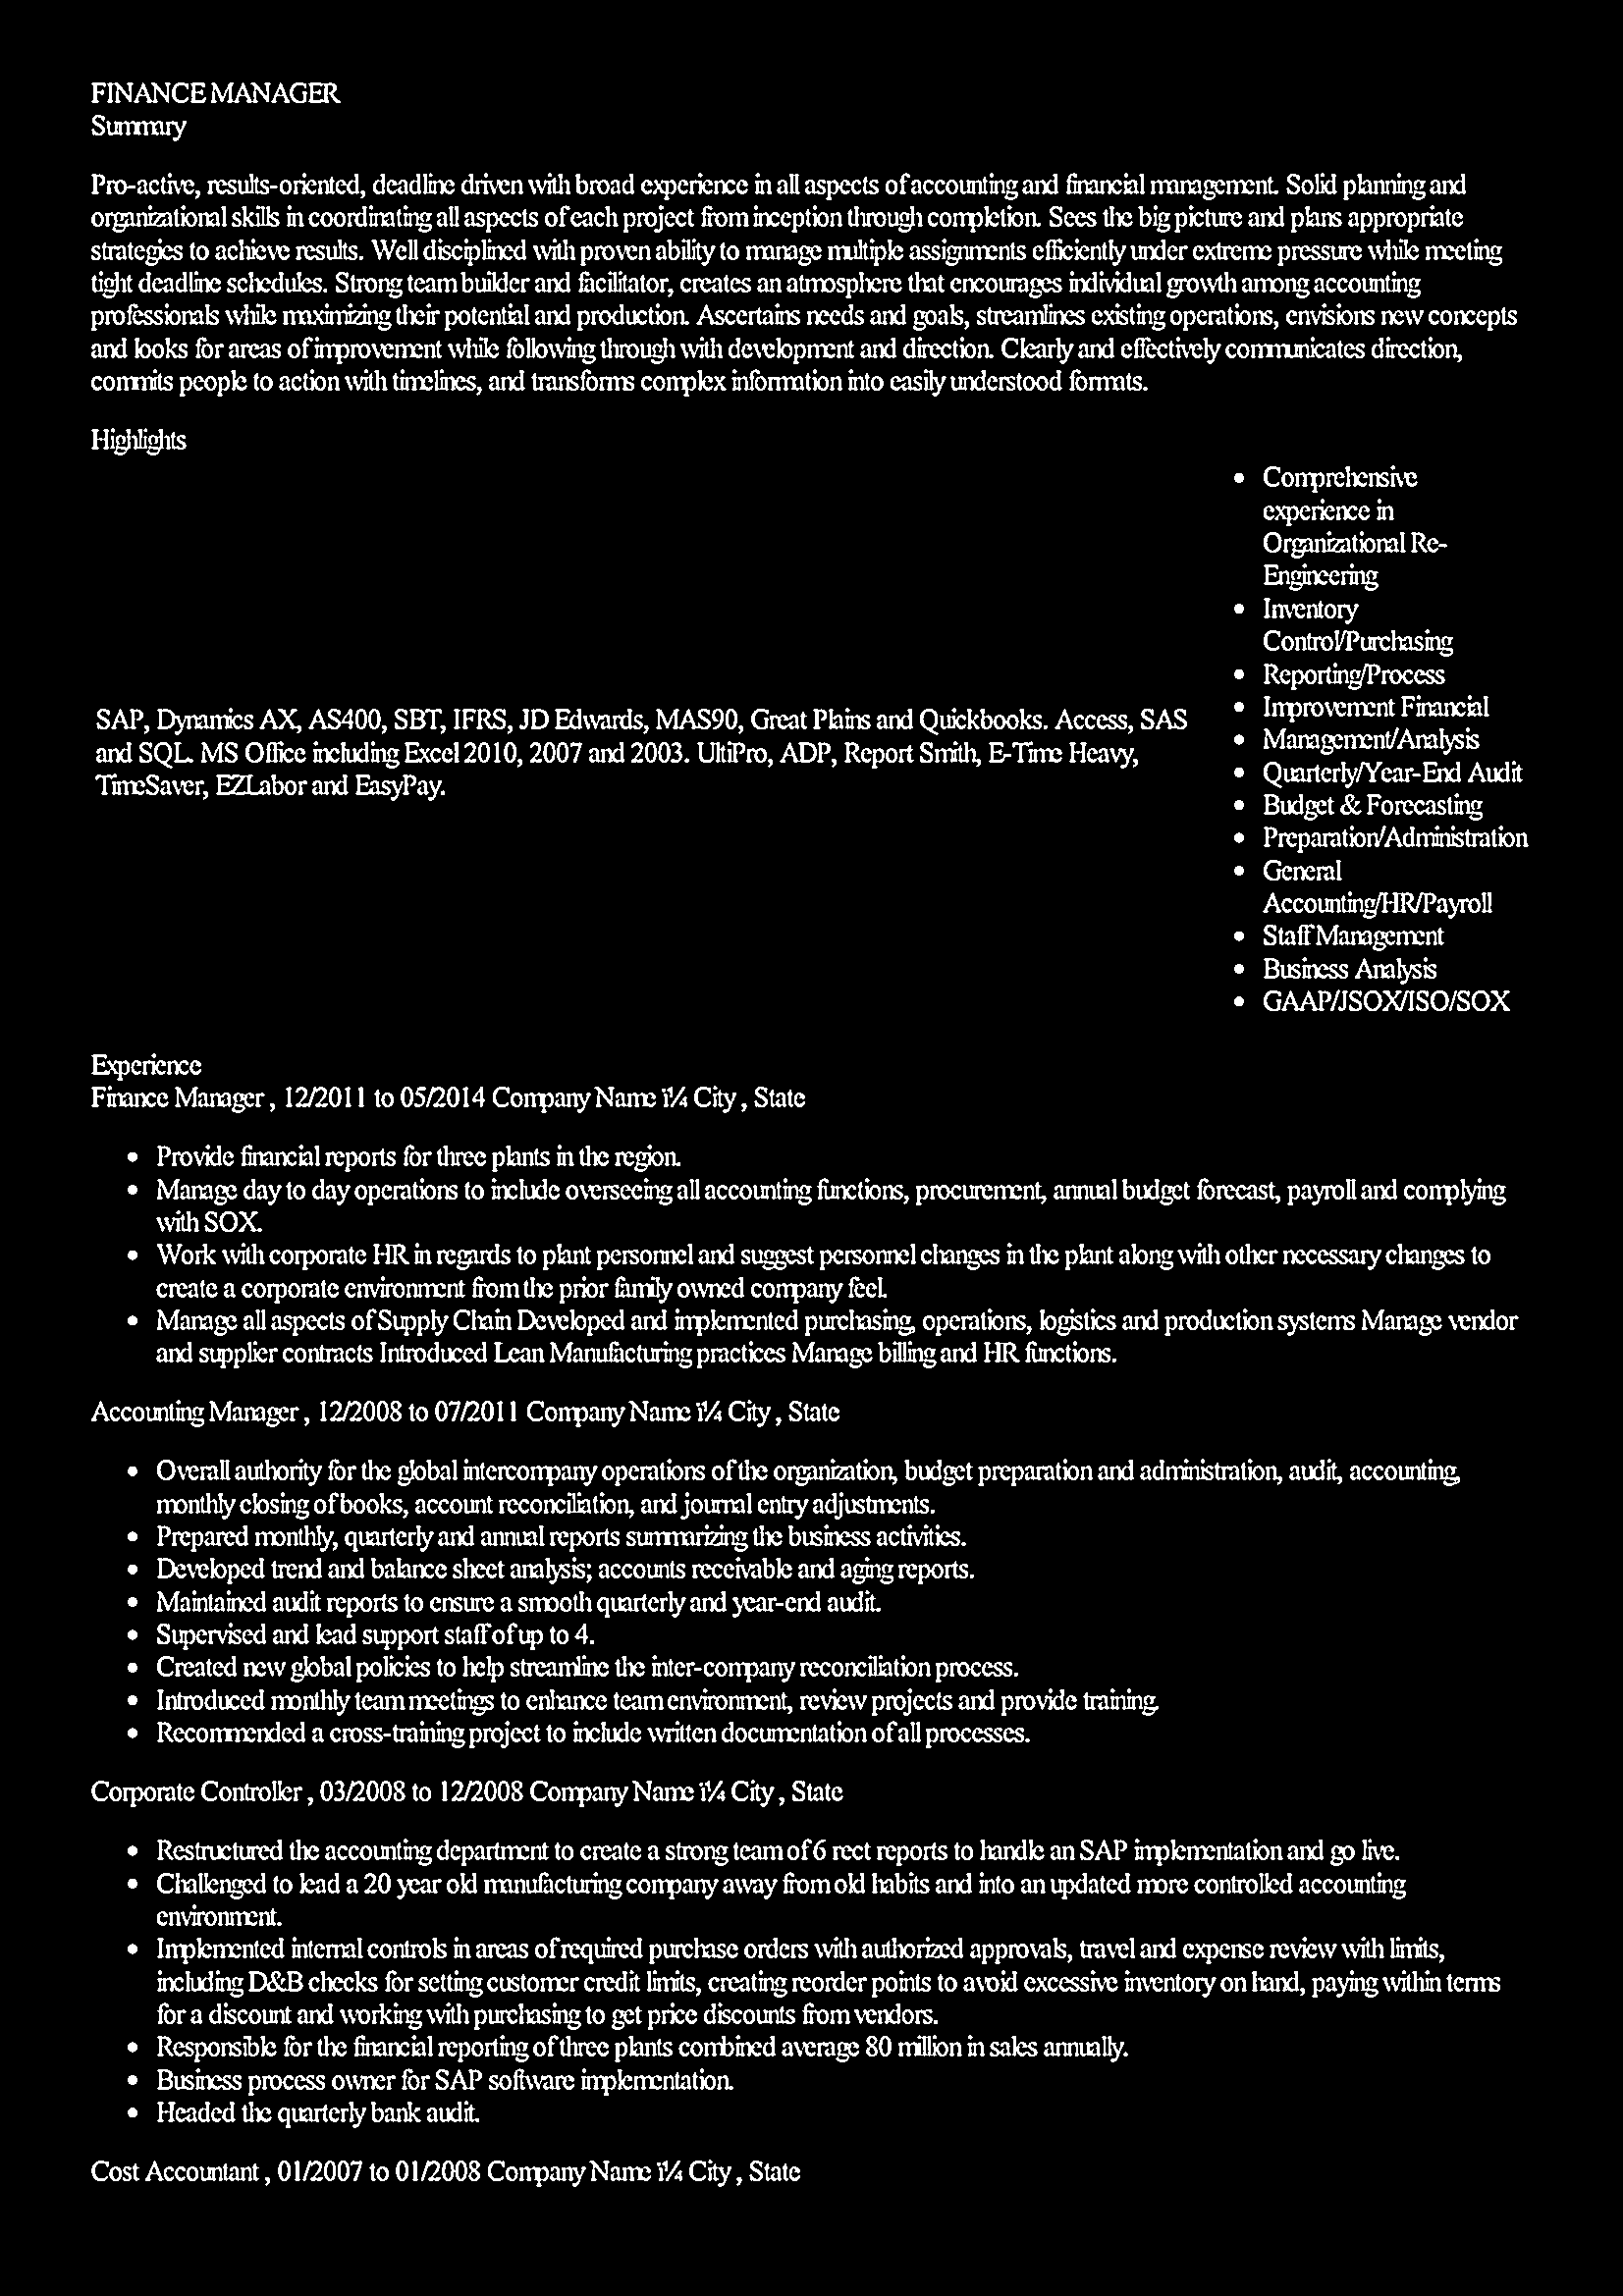 FINANCE MANAGER
Summary
Pro-active, results-oriented, deadline driven with broad experience in all aspects of accounting and financial management. Solid planning and
organizational skills in coordinating all aspects of each project from inception through completion. Sees the big picture and plans appropriate
strategies to achieve results. Well disciplined with proven ability to manage multiple assignments efficiently under extreme pressure while meeting
tight deadline schedules. Strong team builder and facilitator, creates an atmosphere that encourages individual growth among accounting
professionals while maximizing their potential and production. Ascertains needs and goals, streamlines existing operations, envisions new concepts
and looks for areas of improvement while following through with development and direction. Clearly and effectively communicates direction,
commits people to action with timelines, and transforms complex information into easily understood formats.
Highlights
SAP, Dynamics AX, AS400, SBT, IFRS, JD Edwards, MAS90, Great Plains and Quickbooks. Access, SAS
and SQL. MS Office including Excel 2010, 2007 and 2003. UltiPro, ADP, Report Smith, E-Time Heavy,
TimeSaver, EZLabor and EasyPay.
• Comprehensive
experience in
Organizational Re-
Engineering
• Inventory
Control/Purchasing
• Reporting/Process
• Improvement Financial
• Management/Analysis
• Quarterly/Year-End Audit
• Budget & Forecasting
• Preparation/Administration
• General
Accounting/HR/Payroll
• Staff Management
• Business Analysis
• GAAP/JSOX/ISO/SOX
Experience
Finance Manager , 12/2011 to 05/2014 Company Name ï¼ City , State
• Provide financial reports for three plants in the region.
• Manage day to day operations to include overseeing all accounting functions, procurement, annual budget forecast, payroll and complying
with SOX.
• Work with corporate HR in regards to plant personnel and suggest personnel changes in the plant along with other necessary changes to
create a corporate environment from the prior family owned company feel.
• Manage all aspects of Supply Chain Developed and implemented purchasing, operations, logistics and production systems Manage vendor
and supplier contracts Introduced Lean Manufacturing practices Manage billing and HR functions.
Accounting Manager , 12/2008 to 07/2011 Company Name ï¼ City , State
• Overall authority for the global intercompany operations of the organization, budget preparation and administration, audit, accounting,
monthly closing of books, account reconciliation, and journal entry adjustments.
• Prepared monthly, quarterly and annual reports summarizing the business activities.
• Developed trend and balance sheet analysis; accounts receivable and aging reports.
• Maintained audit reports to ensure a smooth quarterly and year-end audit.
• Supervised and lead support staff of up to 4.
• Created new global policies to help streamline the inter-company reconciliation process.
• Introduced monthly team meetings to enhance team environment, review projects and provide training.
• Recommended a cross-training project to include written documentation of all processes.
Corporate Controller , 03/2008 to 12/2008 Company Name ï¼ City , State
• Restructured the accounting department to create a strong team of 6 rect reports to handle an SAP implementation and go live.
• Challenged to lead a 20 year old manufacturing company away from old habits and into an updated more controlled accounting
environment.
• Implemented internal controls in areas of required purchase orders with authorized approvals, travel and expense review with limits,
including D&B checks for setting customer credit limits, creating reorder points to avoid excessive inventory on hand, paying within terms
for a discount and working with purchasing to get price discounts from vendors.
• Responsible for the financial reporting of three plants combined average 80 million in sales annually.
• Business process owner for SAP software implementation.
• Headed the quarterly bank audit.
Cost Accountant , 01/2007 to 01/2008 Company Name ï¼ City , State